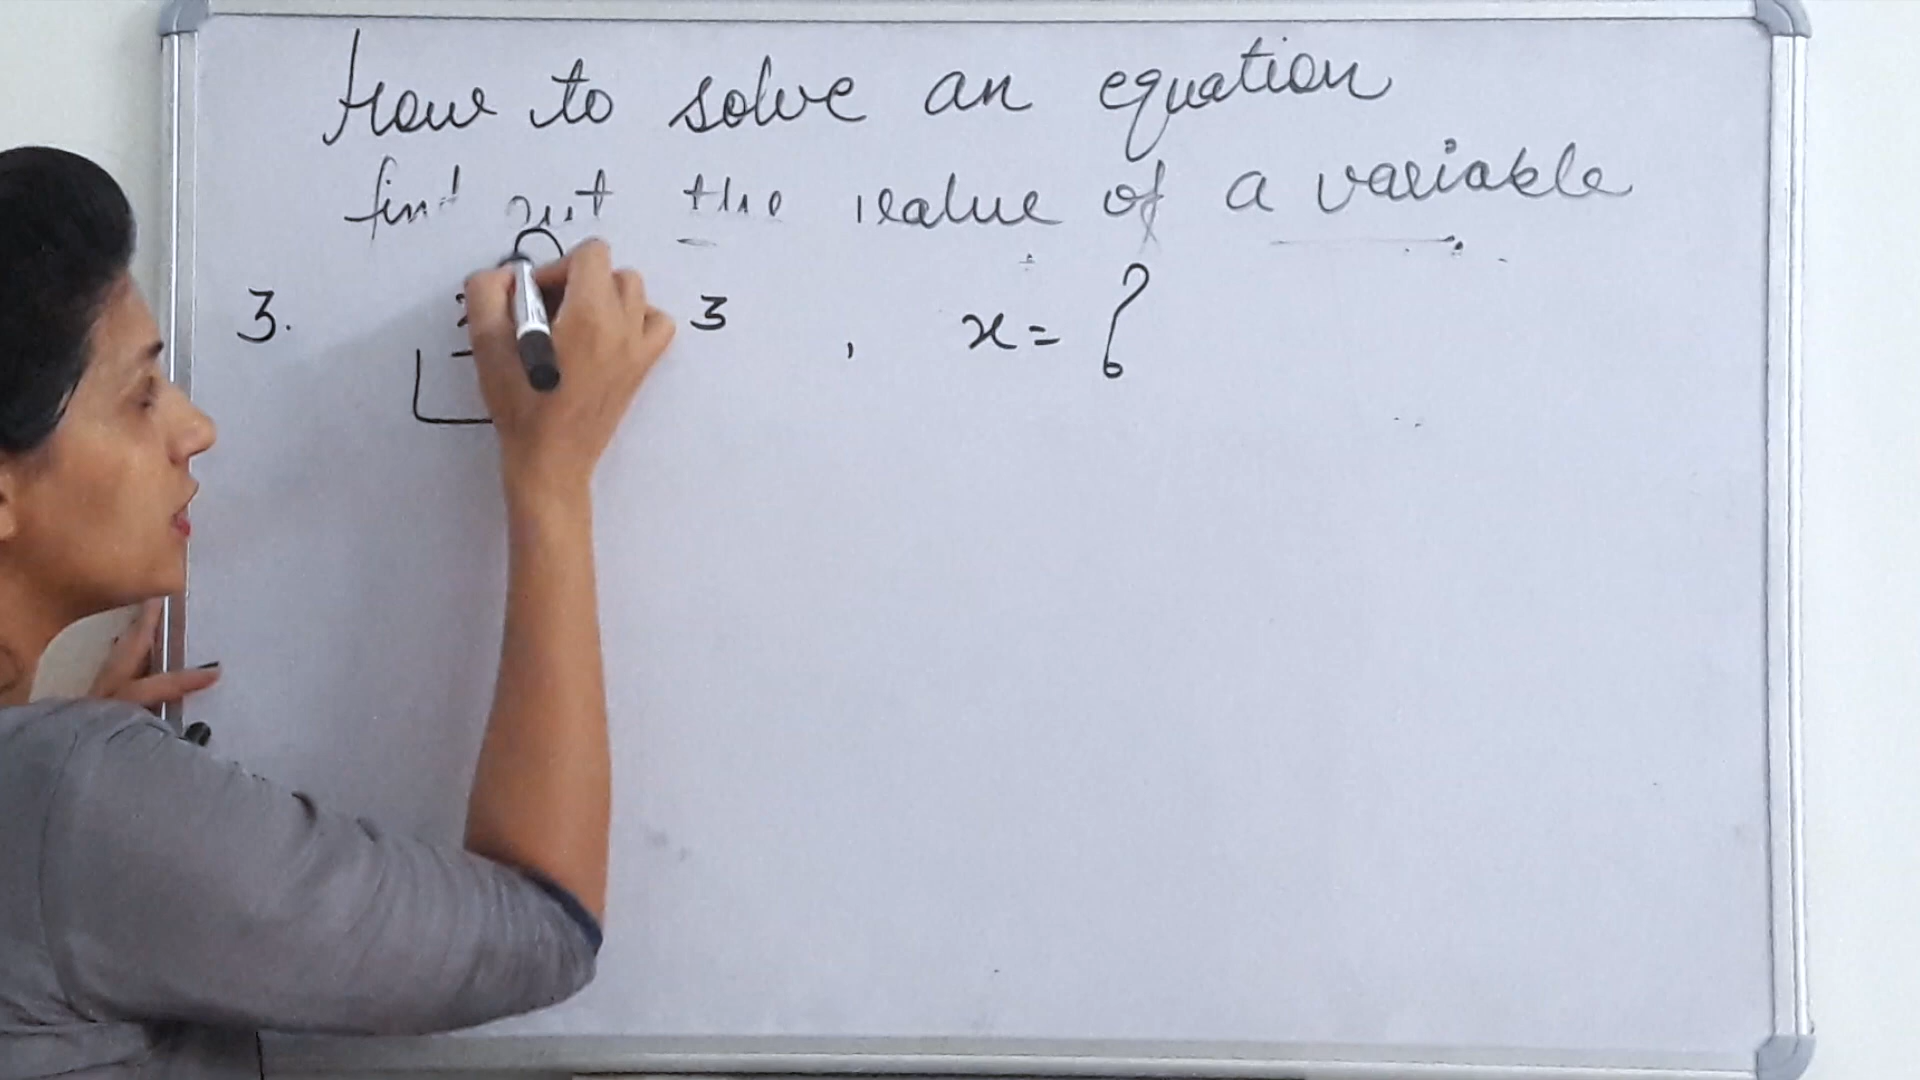 How to solve an equation
find out the value of a variable
3. 3 , x = ?